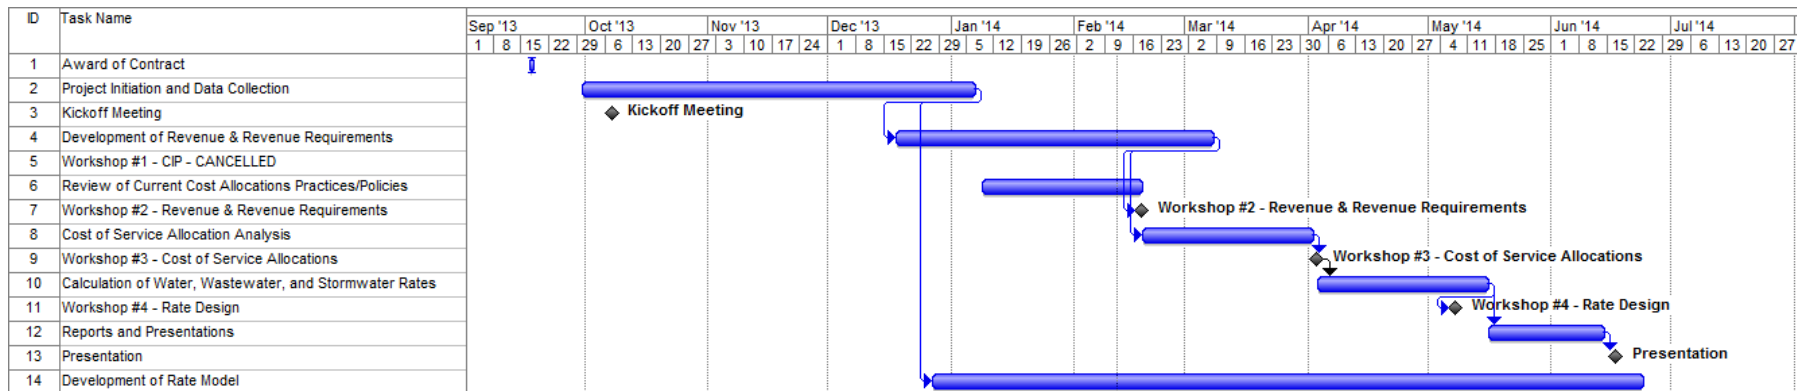 ID Task Name
Sep '13 Oct '13 Nov '13 Dec '13 Jan '14 Feb '14 Mar '14 Apr '14 May '14 Jun '14 Jul '14
1 8 15 22 29 6 13 20 27 3 10 17 24 1 8 15 22 29 5 12 19 26 2 9 16 23 2 9 16 23 30 6 13 20 27 4 11 18 25 1 8 15 22 29 6 13 20 27
1 Award of Contract
2 Project Initiation and Data Collection
3 Kickoff Meeting Kickoff Meeting
4 Development of Revenue & Revenue Requirements
5 Workshop #1 - CIP - CANCELLED
6 Review of Current Cost Allocations Practices/Policies
7 Workshop #2 - Revenue & Revenue Requirements Workshop #2 - Revenue & Revenue Requirements
8 Cost of Service Allocation Analysis
9 Workshop #3 - Cost of Service Allocations Workshop #3 - Cost of Service Allocations
10 Calculation of Water, Wastewater, and Stormwater Rates
11 Workshop #4 - Rate Design Workshop #4 - Rate Design
12 Reports and Presentations
13 Presentation Presentation
14 Development of Rate Model